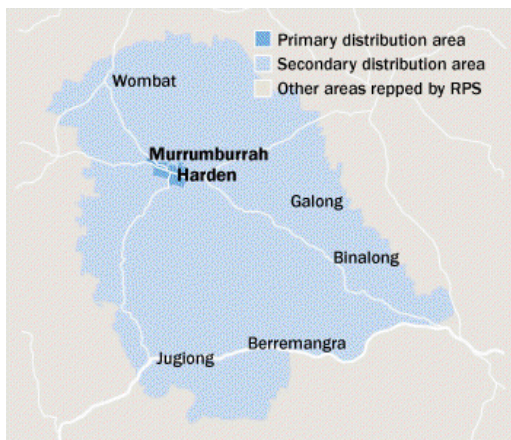 Primary distribution area
Secondary distribution area
Other areas repped by RPS
Wombat
Murrumburrah
Harden
Galong
Binalong
Berremangra
Jugiong